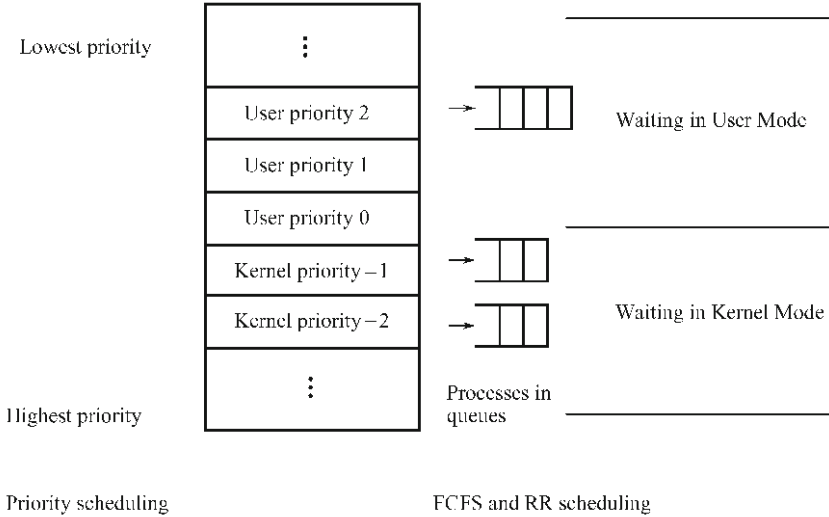 Lowest priority
⋮
User priority 2
Waiting in User Mode
User priority 1
User priority 0
Kernel priority −1
Kernel priority −2
Waiting in Kernel Mode
⋮
Processes in
queues
Highest priority
Priority scheduling
FCFS and RR scheduling